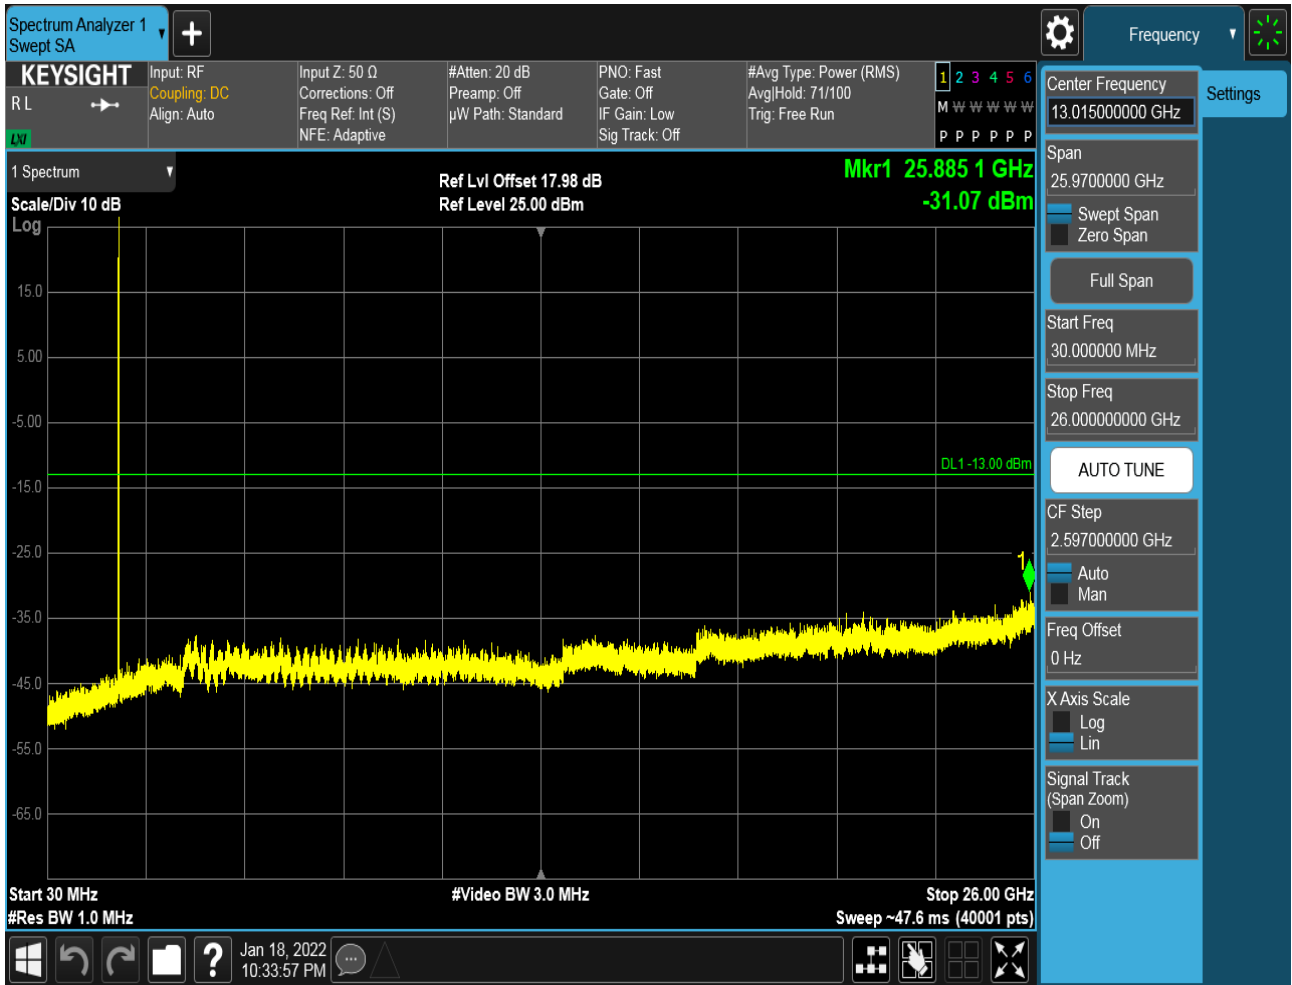 Spectrum Analyzer 1
Swept SA
Frequency
KEYSIGHT
R L
LXI
Input: RF
Coupling: DC
Align: Auto
Input Z: 50 Ω
Corrections: Off
Freq Ref: Int (S)
NFE: Adaptive
#Atten: 20 dB
Preamp: Off
µW Path: Standard
PNO: Fast
Gate: Off
IF Gain: Low
Sig Track: Off
#Avg Type: Power (RMS)
Avg|Hold: 71/100
Trig: Free Run
1 2 3 4 5 6
M W W W W W
P P P P P P
1 Spectrum
Scale/Div 10 dB
Log
Ref Lvl Offset 17.98 dB
Ref Level 25.00 dBm
Mkr1 25.885 1 GHz
-31.07 dBm
15.0
5.00
-5.00
-15.0
-25.0
-35.0
-45.0
-55.0
-65.0
DL1 -13.00 dBm
1
Start 30 MHz
#Res BW 1.0 MHz
#Video BW 3.0 MHz
Stop 26.00 GHz
Sweep ~47.6 ms (40001 pts)
Jan 18, 2022
10:33:57 PM
Settings
Center Frequency
13.015000000 GHz
Span
25.9700000 GHz
Swept Span
Zero Span
Full Span
Start Freq
30.000000 MHz
Stop Freq
26.000000000 GHz
AUTO TUNE
CF Step
2.597000000 GHz
Auto
Man
Freq Offset
0 Hz
X Axis Scale
Log
Lin
Signal Track
(Span Zoom)
On
Off